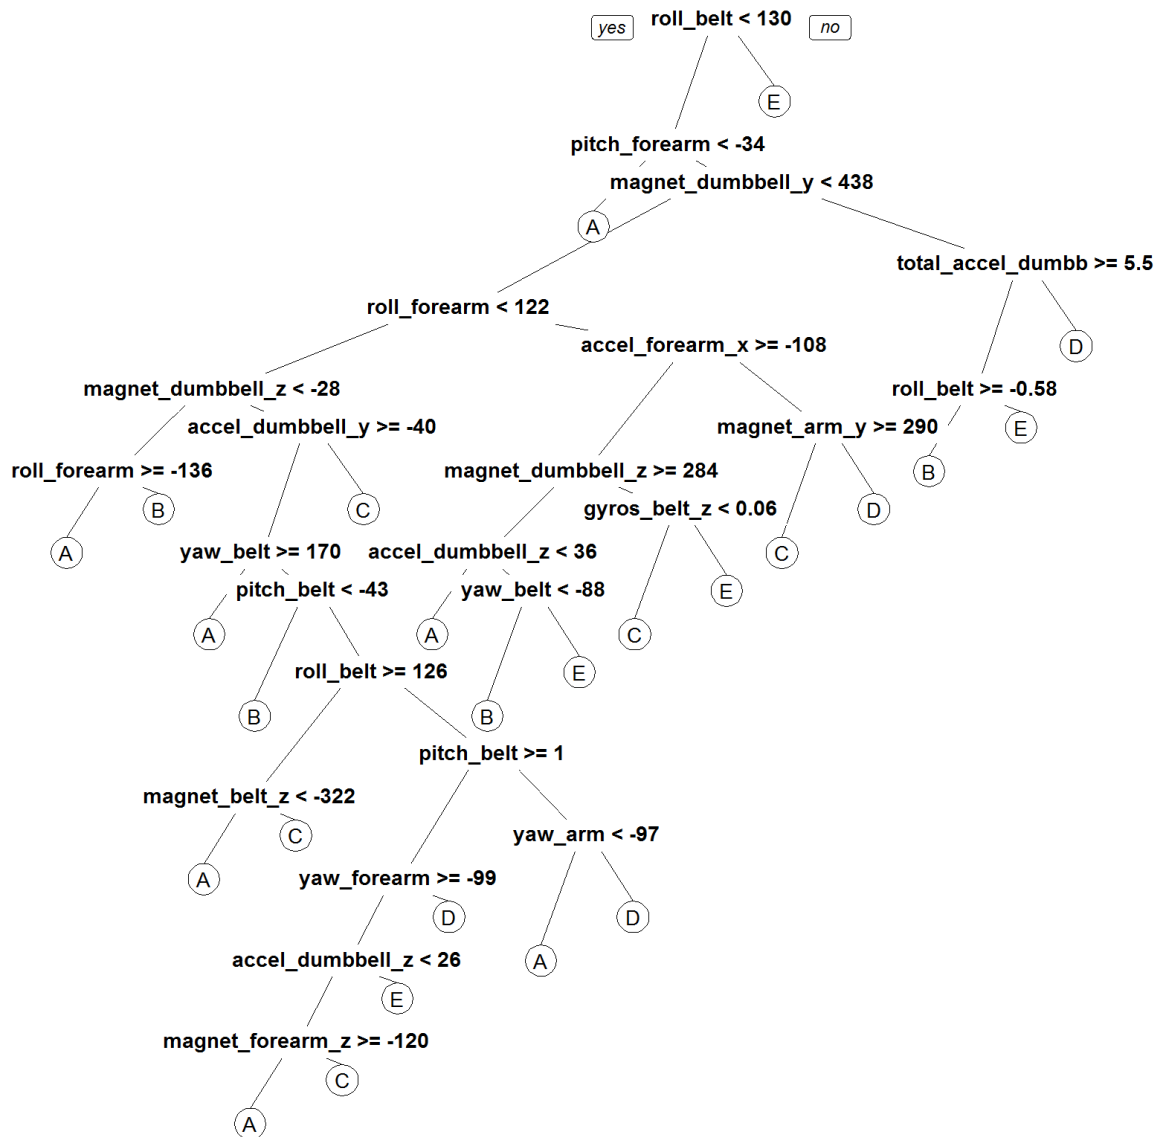 yes roll_belt < 130 no
E
pitch_forearm < -34
magnet_dumbbell_y < 438
A
total_accel_dumbb >= 5.5
roll_forearm < 122
accel_forearm_x >= -108
D
magnet_dumbbell_z < -28
roll_belt >= -0.58
accel_dumbbell_y >= -40
magnet_arm_y >= 290
E
roll_forearm >= -136
magnet_dumbbell_z >= 284
B
B
C
gyros_belt_z < 0.06
D
A
yaw_belt >= 170
accel_dumbbell_z < 36
C
pitch_belt < -43
yaw_belt < -88
E
A
A
C
roll_belt >= 126
E
B
B
pitch_belt >= 1
magnet_belt_z < -322
C
yaw_arm < -97
A
yaw_forearm >= -99
D
D
accel_dumbbell_z < 26
A
E
magnet_forearm_z >= -120
C
A